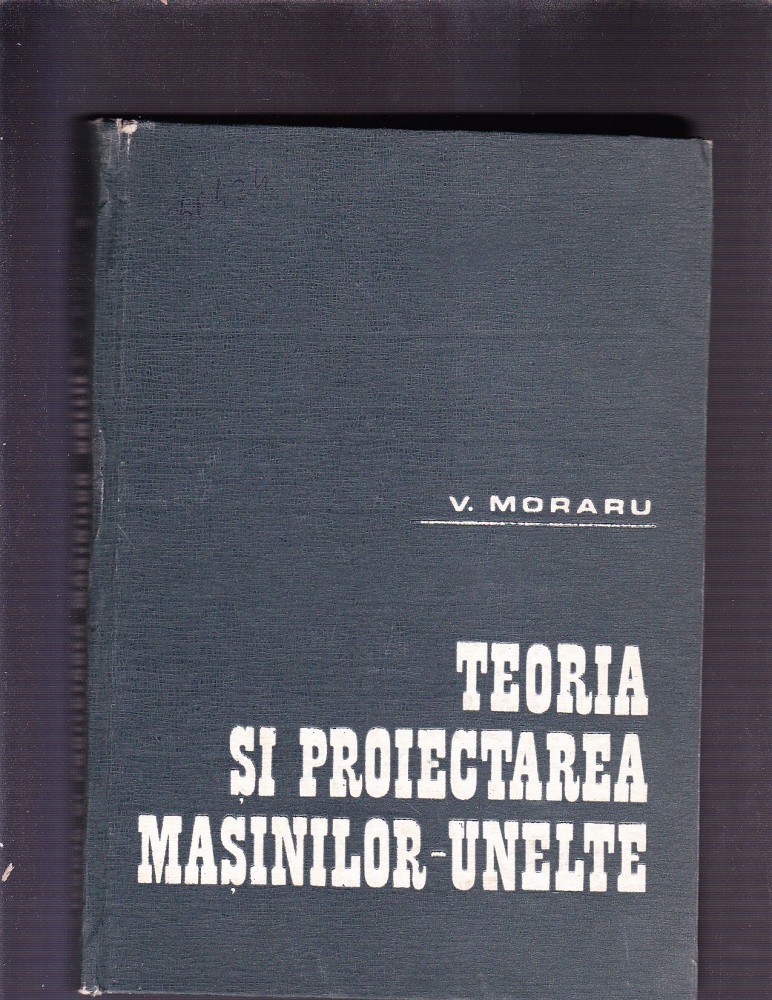 V. MORARU
TEORIA
ȘI PROIECTAREA
MAȘINILOR-UNELTE